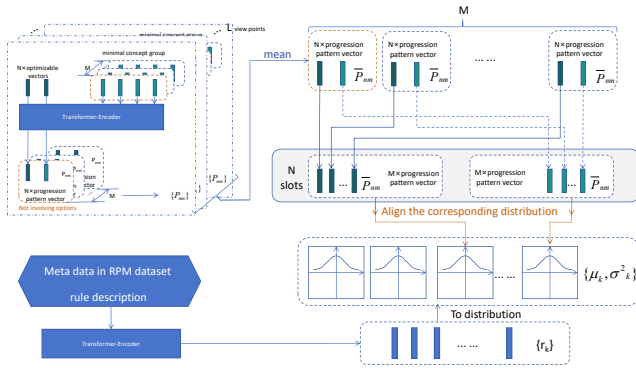 minimal concept group
L view points
minimal concept group
N×optimizable
vectors
M
Transformer-Encoder
P_nm
P_nm
P_nm
N×progression
pattern vector
Not involving options
M
{P_nm}
mean
M
N×progression
pattern vector
P̅_nm
N×progression
pattern vector
P̅_nm
... ...
N×progression
pattern vector
P̅_nm
N
slots
... P̅_nm
M×progression
pattern vector
M×progression
pattern vector
... P̅_nm
Align the corresponding distribution
... ...
{μ_k, σ²_k}
To distribution
Meta data in RPM dataset
rule description
Transformer-Encoder
... ...
{r_k}